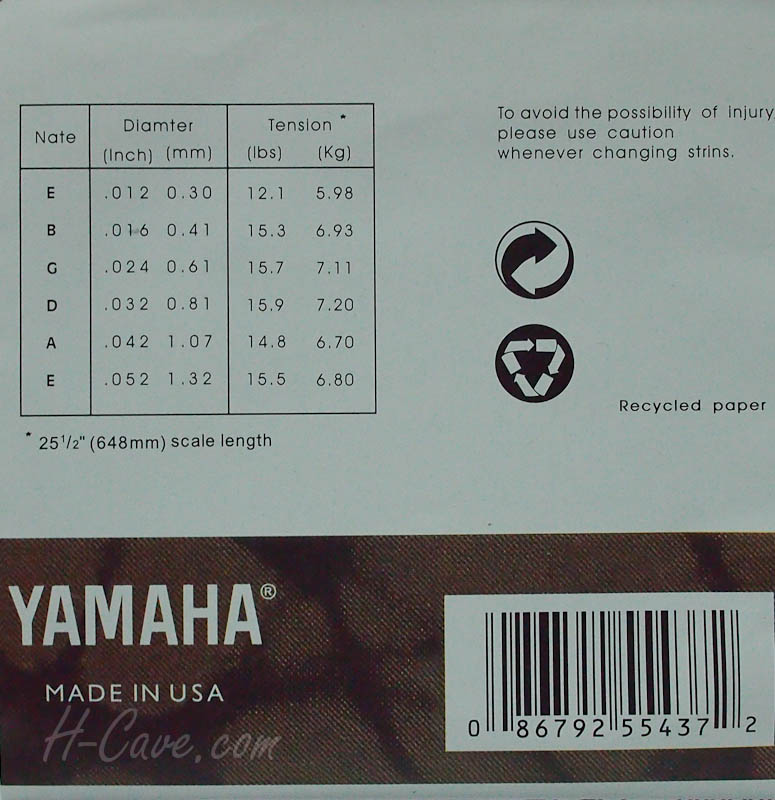 Nate Diamter Tension *
(Inch) (mm) (lbs) (Kg)
E .012 0.30 12.1 5.98
B .016 0.41 15.3 6.93
G .024 0.61 15.7 7.11
D .032 0.81 15.9 7.20
A .042 1.07 14.8 6.70
E .052 1.32 15.5 6.80
* 25 1/2" (648mm) scale length
To avoid the possibility of injury,
please use caution
whenever changing strins.
Recycled paper
YAMAHA®
MADE IN USA
H-Cave.com
0 86792 55437 2